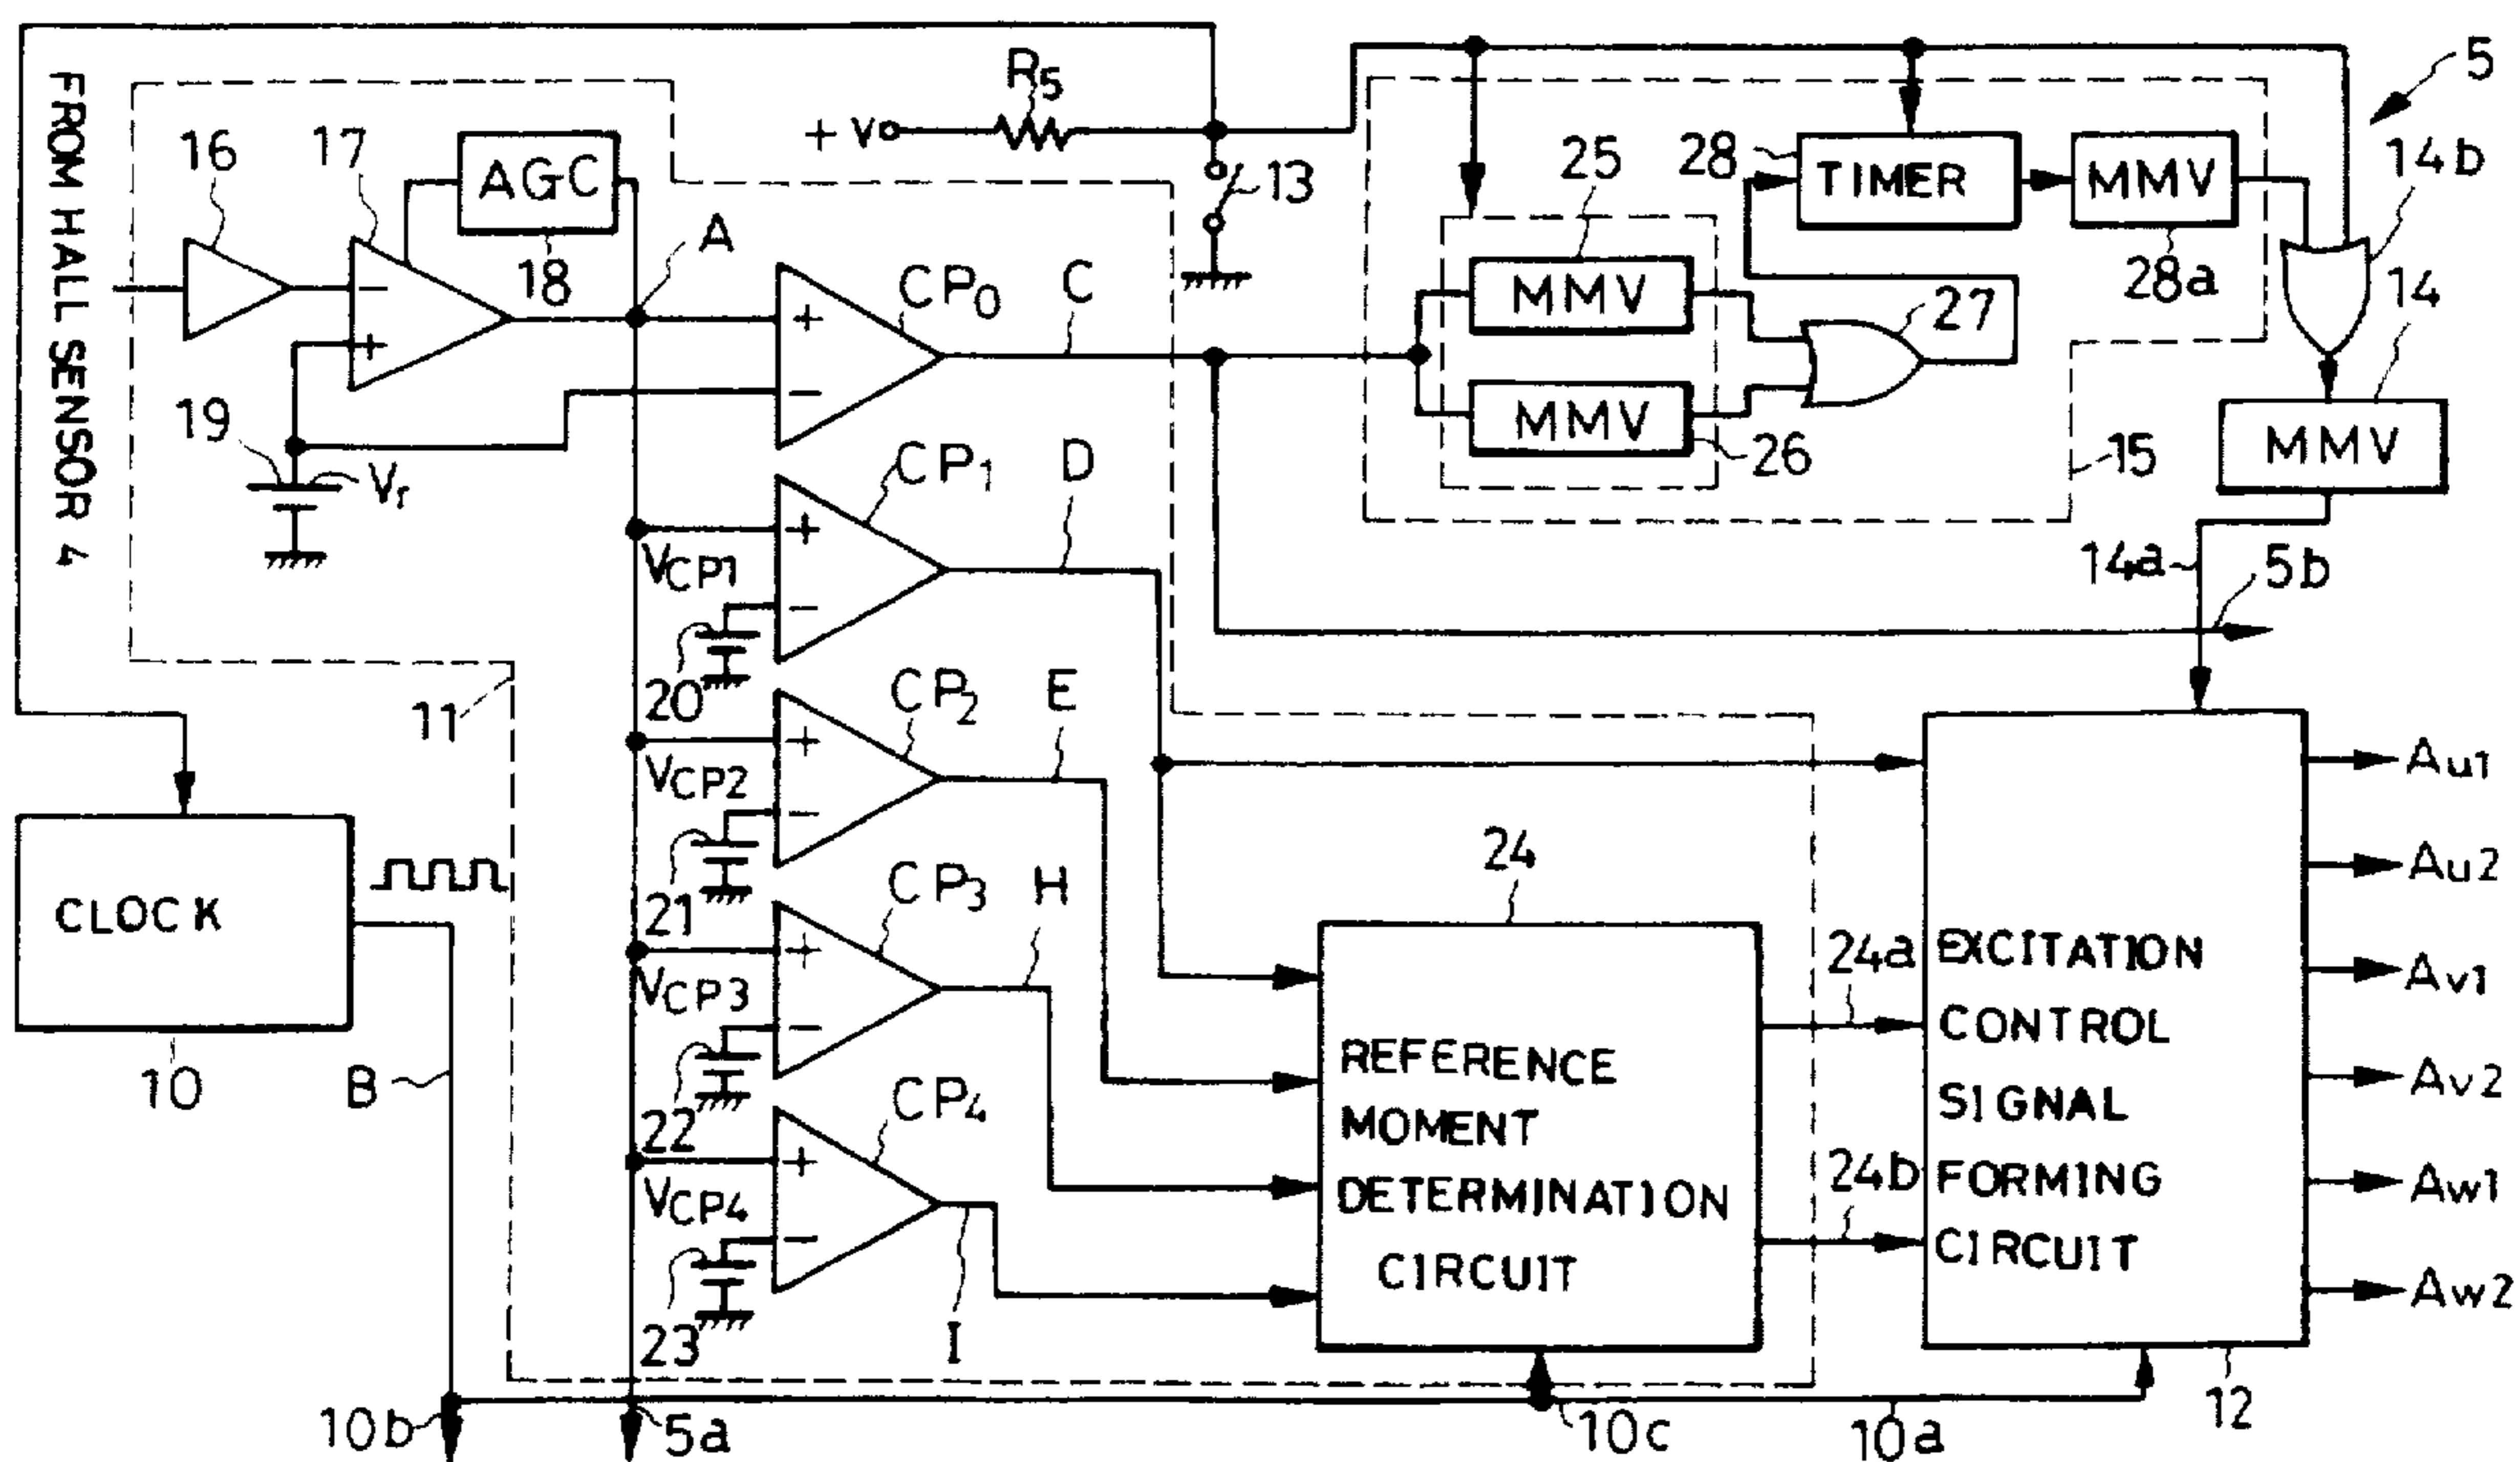 FROM HALL SENSOR 4
16
17
AGC
18
A
19
Vr
+ V
R5
13
5
25
28
TIMER
MMV
14b
28a
14
MMV
27
MMV
26
MMV
15
14a
5b
CP0
C
+
−
−
+
CP1
D
+
−
VCP1
20
CP2
E
+
−
VCP2
21
CP3
H
+
−
VCP3
22
CP4
I
+
−
VCP4
23
11
CLOCK
10
B
24
REFERENCE
MOMENT
DETERMINATION
CIRCUIT
24a
24b
EXCITATION
CONTROL
SIGNAL
FORMING
CIRCUIT
Au1
Au2
Av1
Av2
Aw1
Aw2
10b
5a
10c
10a
12